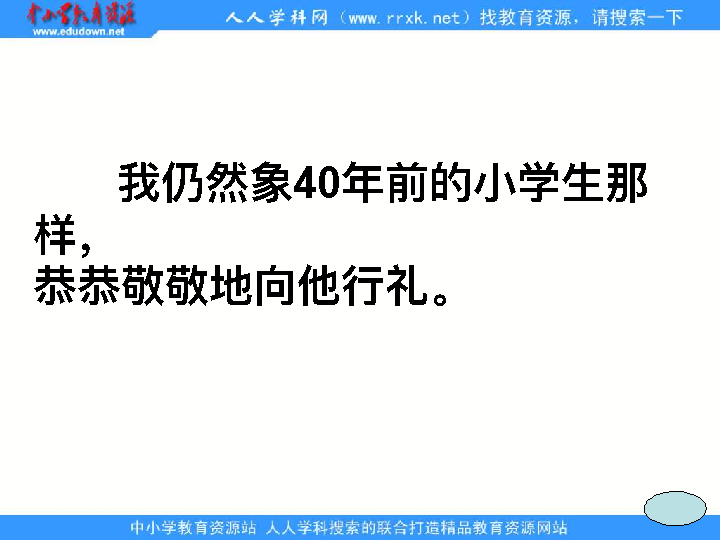 中小学教育资源
www.edudown.net
人人学科网（www.rrxk.net）找教育资源，请搜索一下
我仍然象40年前的小学生那
样，
恭恭敬敬地向他行礼。
中小学教育资源站 人人学科搜索的联合打造精品教育资源网站